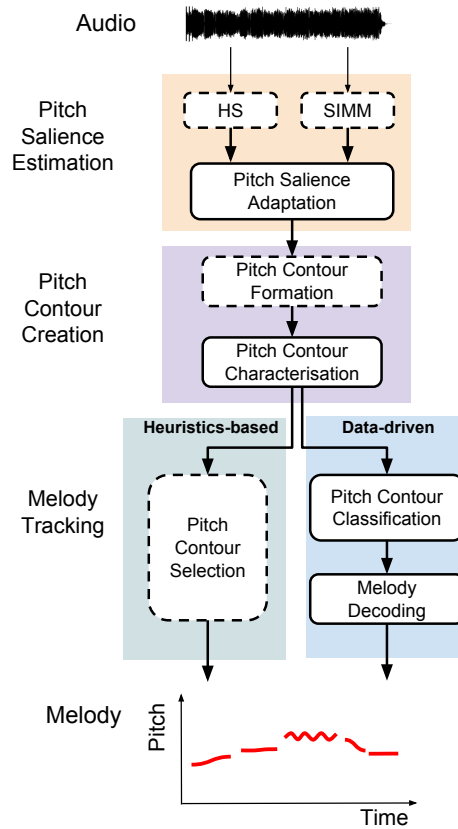 Audio
Pitch
Salience
Estimation
HS
SIMM
Pitch Salience
Adaptation
Pitch
Contour
Creation
Pitch Contour
Formation
Pitch Contour
Characterisation
Heuristics-based
Data-driven
Melody
Tracking
Pitch
Contour
Selection
Pitch Contour
Classification
Melody
Decoding
Melody
Pitch
Time